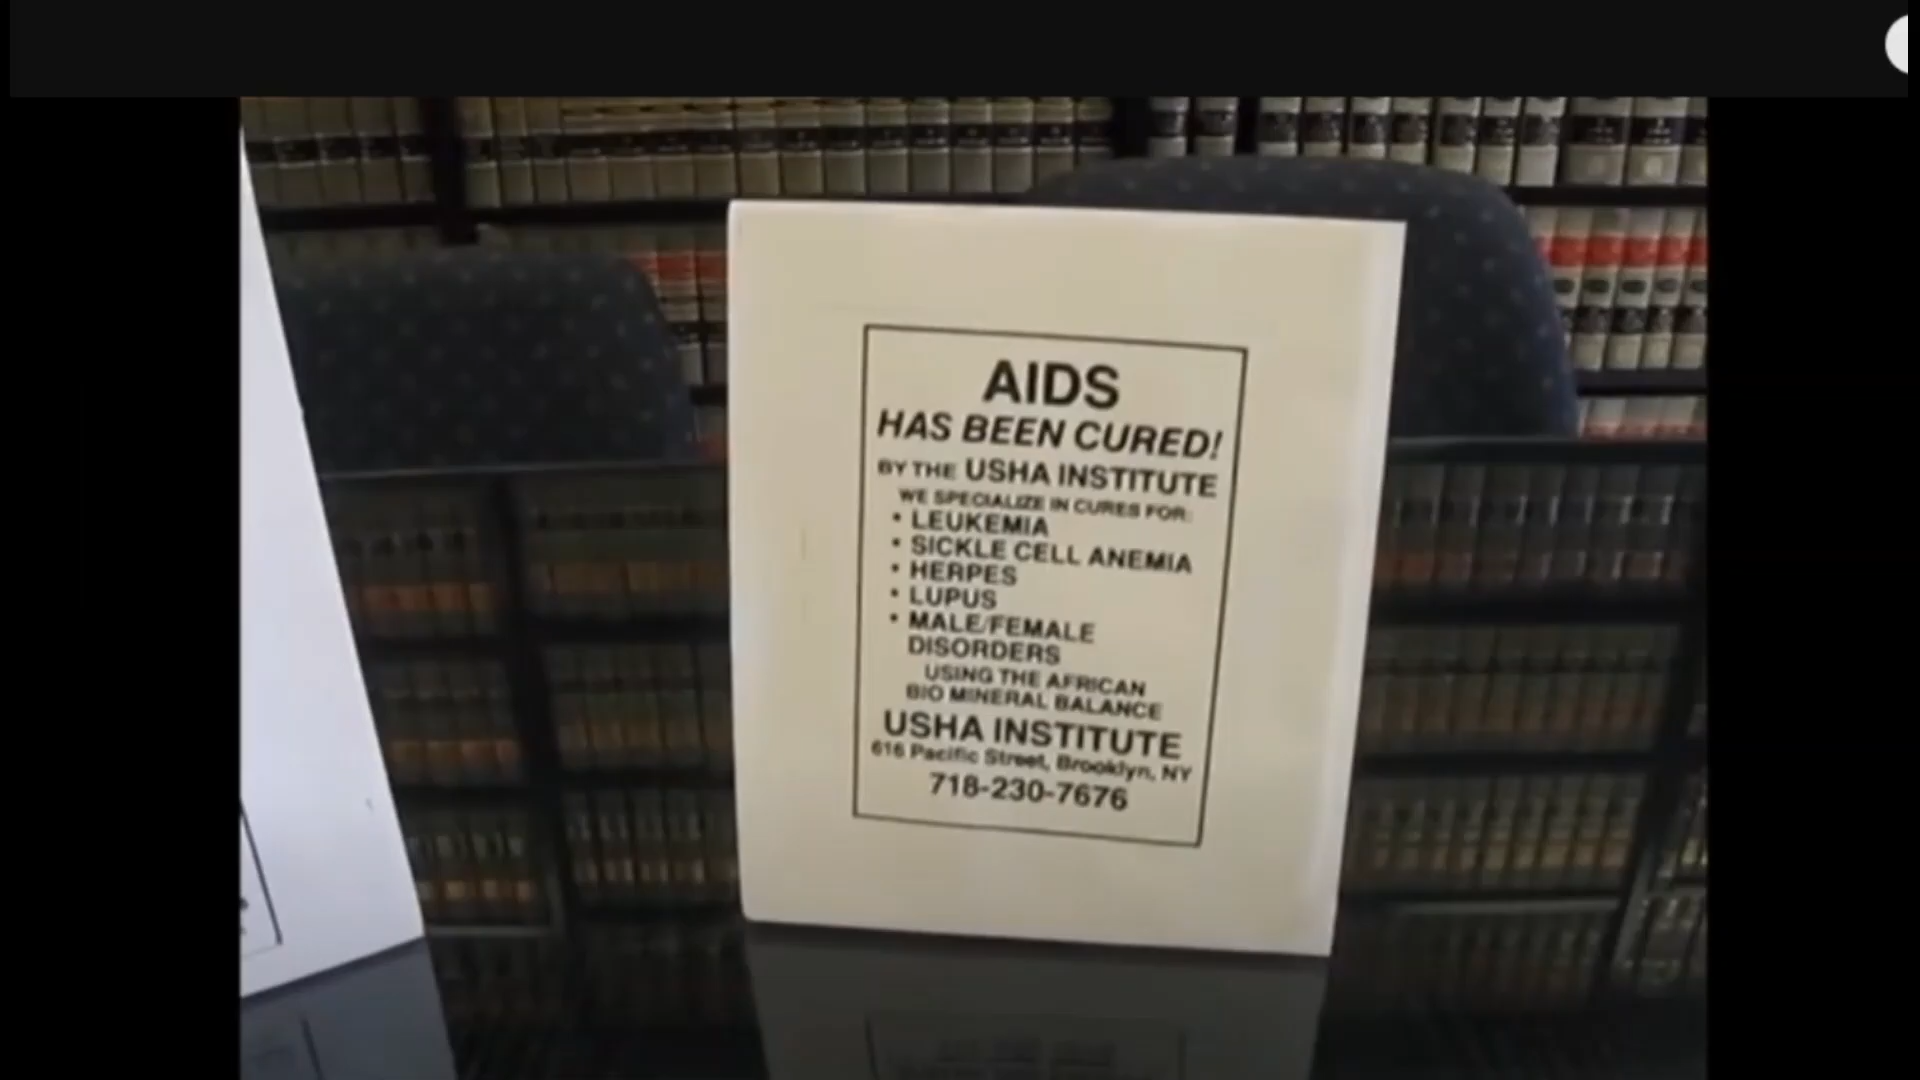 AIDS
HAS BEEN CURED!
BY THE USHA INSTITUTE
WE SPECIALIZE IN CURES FOR:
• LEUKEMIA
• SICKLE CELL ANEMIA
• HERPES
• LUPUS
• MALE/FEMALE
DISORDERS
USING THE AFRICAN
BIO MINERAL BALANCE
USHA INSTITUTE
616 Pacific Street, Brooklyn, NY
718-230-7676